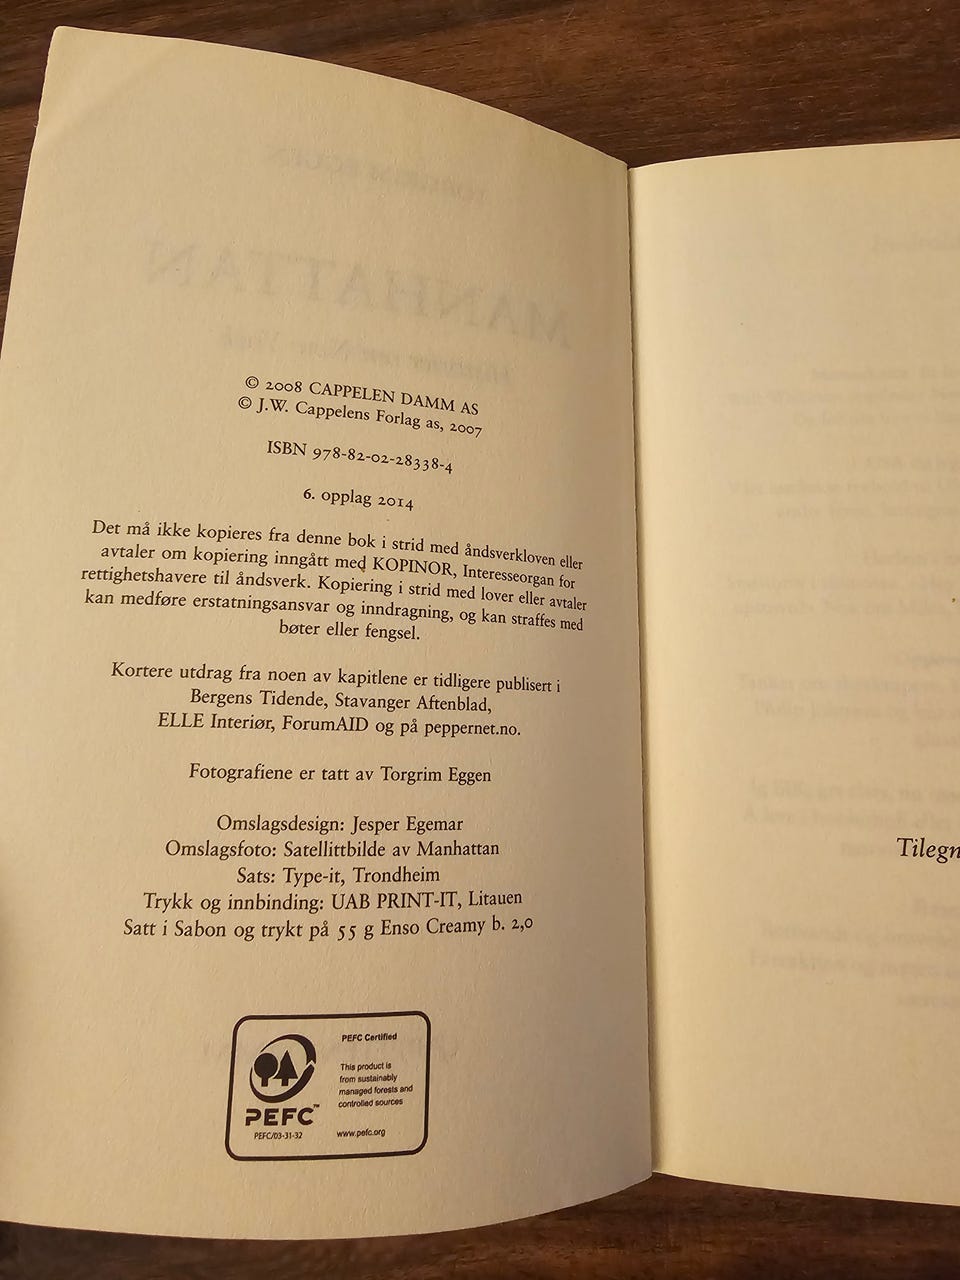 © 2008 CAPPELEN DAMM AS
© J.W. Cappelens Forlag as, 2007
ISBN 978-82-02-28338-4
6. opplag 2014
Det må ikke kopieres fra denne bok i strid med åndsverkloven eller
avtaler om kopiering inngått med KOPINOR, Interesseorgan for
rettighetshavere til åndsverk. Kopiering i strid med lover eller avtaler
kan medføre erstatningsansvar og inndragning, og kan straffes med
bøter eller fengsel.
Kortere utdrag fra noen av kapitlene er tidligere publisert i
Bergens Tidende, Stavanger Aftenblad,
ELLE Interiør, ForumAID og på peppernet.no.
Fotografiene er tatt av Torgrim Eggen
Omslagsdesign: Jesper Egemar
Omslagsfoto: Satellittbilde av Manhattan
Sats: Type-it, Trondheim
Trykk og innbinding: UAB PRINT-IT, Litauen
Satt i Sabon og trykt på 55 g Enso Creamy b. 2,0
PEFC Certified
This product is
from sustainably
managed forests and
controlled sources
www.pefc.org
PEFC™
PEFC/03-31-32
Tilegn